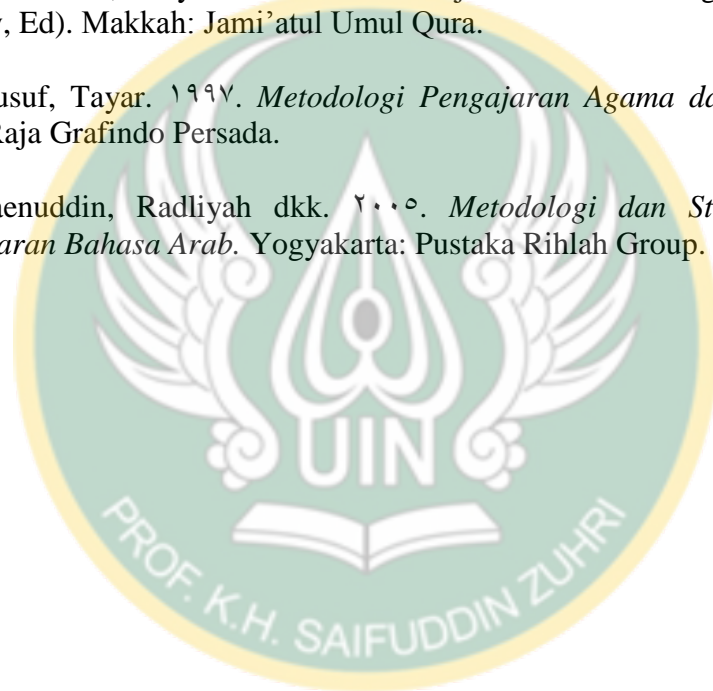 , Ed). Makkah: Jami’atul Umul Qura.
usuf, Tayar. ١٩٩٧. Metodologi Pengajaran Agama da
Raja Grafindo Persada.
enuddin, Radliyah dkk. ٢٠٠٥. Metodologi dan St
aran Bahasa Arab. Yogyakarta: Pustaka Rihlah Group.
UIN
PROF. K.H. SAIFUDDIN ZUHRI